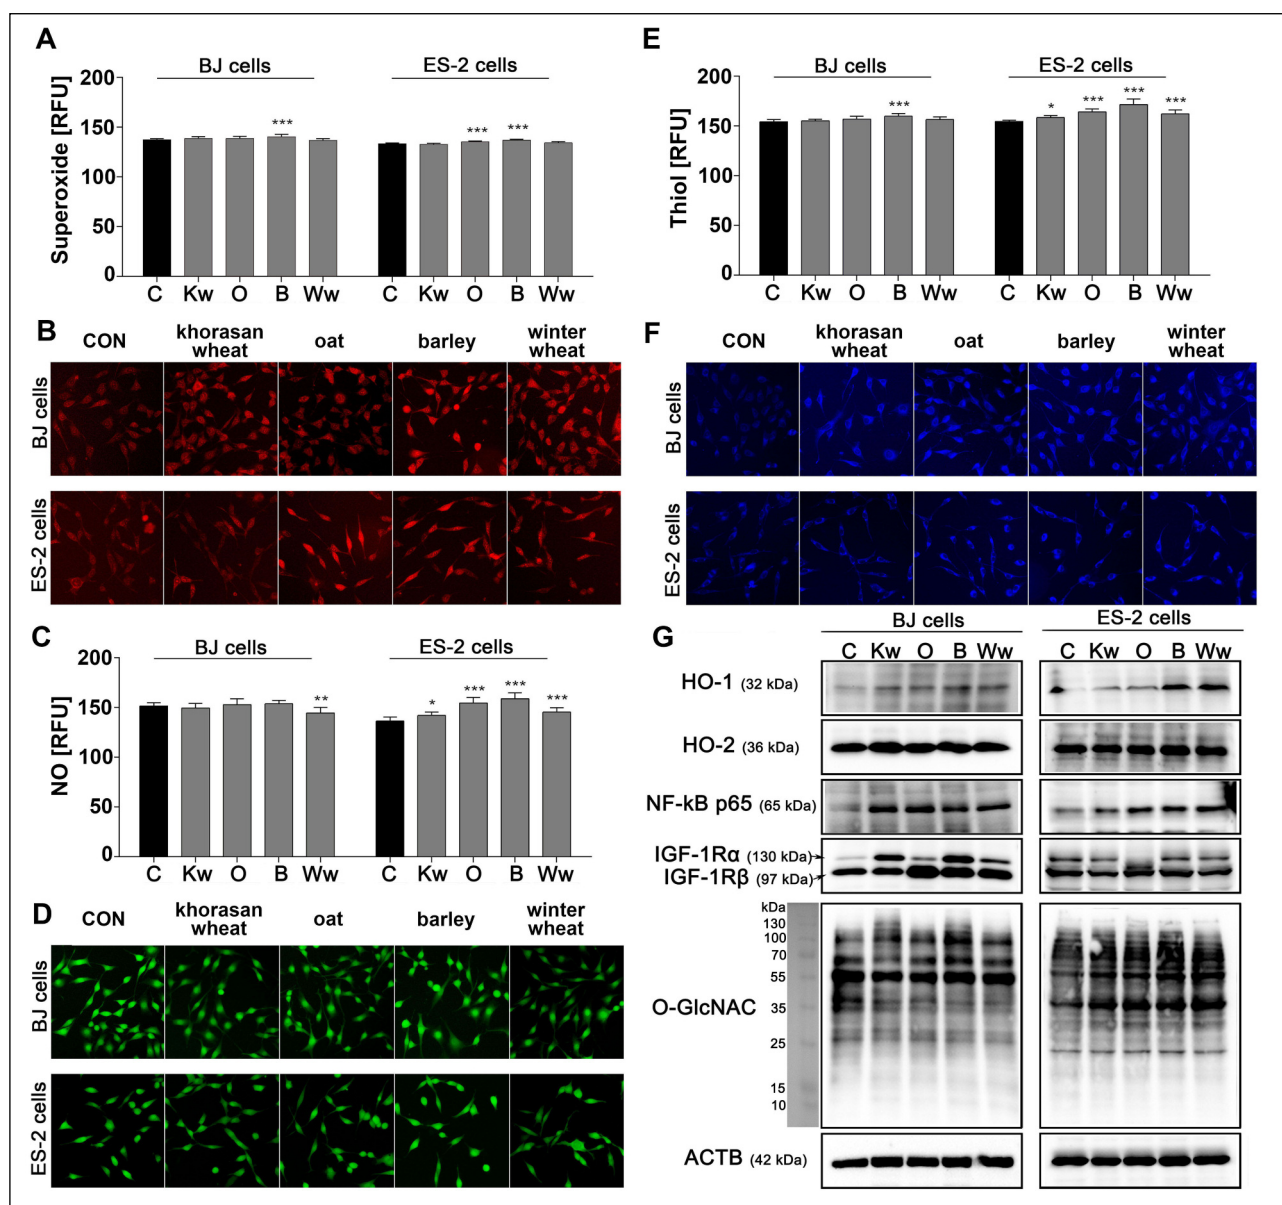 A
BJ cells
ES-2 cells
Superoxide [RFU]
200
150
100
50
0
***
***
***
C Kw O B Ww
C Kw O B Ww
B
CON
khorasan
wheat
oat
barley
winter
wheat
BJ cells
ES-2 cells
C
BJ cells
ES-2 cells
NO [RFU]
200
150
100
50
0
**
*
***
***
***
C Kw O B Ww
C Kw O B Ww
D
CON
khorasan
wheat
oat
barley
winter
wheat
BJ cells
ES-2 cells
E
BJ cells
ES-2 cells
Thiol [RFU]
200
150
100
50
0
***
*
***
***
***
C Kw O B Ww
C Kw O B Ww
F
CON
khorasan
wheat
oat
barley
winter
wheat
BJ cells
ES-2 cells
G
BJ cells
ES-2 cells
C Kw O B Ww
C Kw O B Ww
HO-1 (32 kDa)
HO-2 (36 kDa)
NF-kB p65 (65 kDa)
IGF-1Rα (130 kDa)
IGF-1Rβ (97 kDa)
kDa
130
100
70
55
35
25
15
10
O-GlcNAC
ACTB (42 kDa)